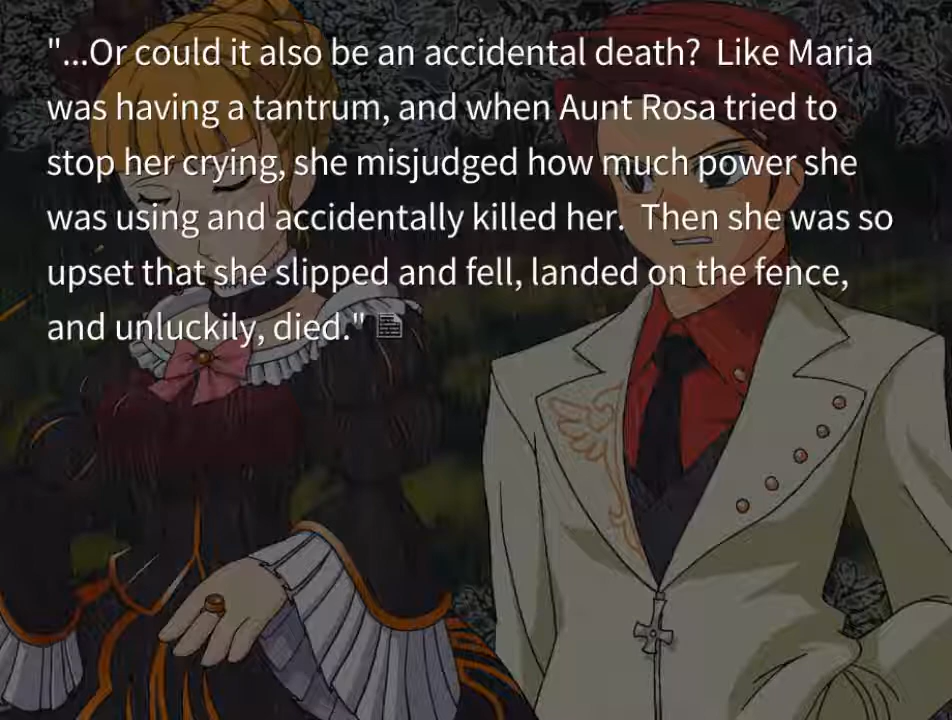 "...Or could it also be an accidental death?  Like Maria
was having a tantrum, and when Aunt Rosa tried to
stop her crying, she misjudged how much power she
was using and accidentally killed her.  Then she was so
upset that she slipped and fell, landed on the fence,
and unluckily, died."